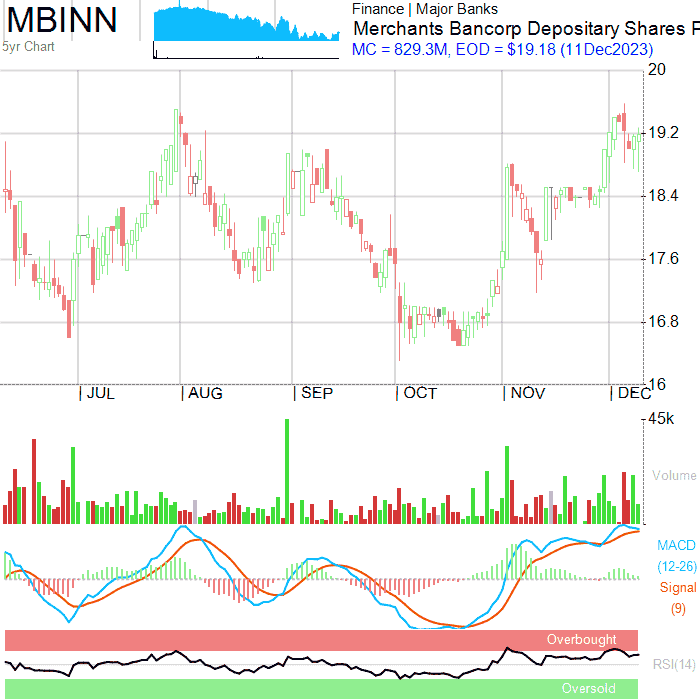 MBINN
5yr Chart
Finance | Major Banks
Merchants Bancorp Depositary Shares
MC = 829.3M, EOD = $19.18 (11Dec2023)
20
19.2
18.4
17.6
16.8
16
JUL AUG SEP OCT NOV DEC
45k
Volume
MACD
(12-26)
Signal
(9)
Overbought
RSI(14)
Oversold